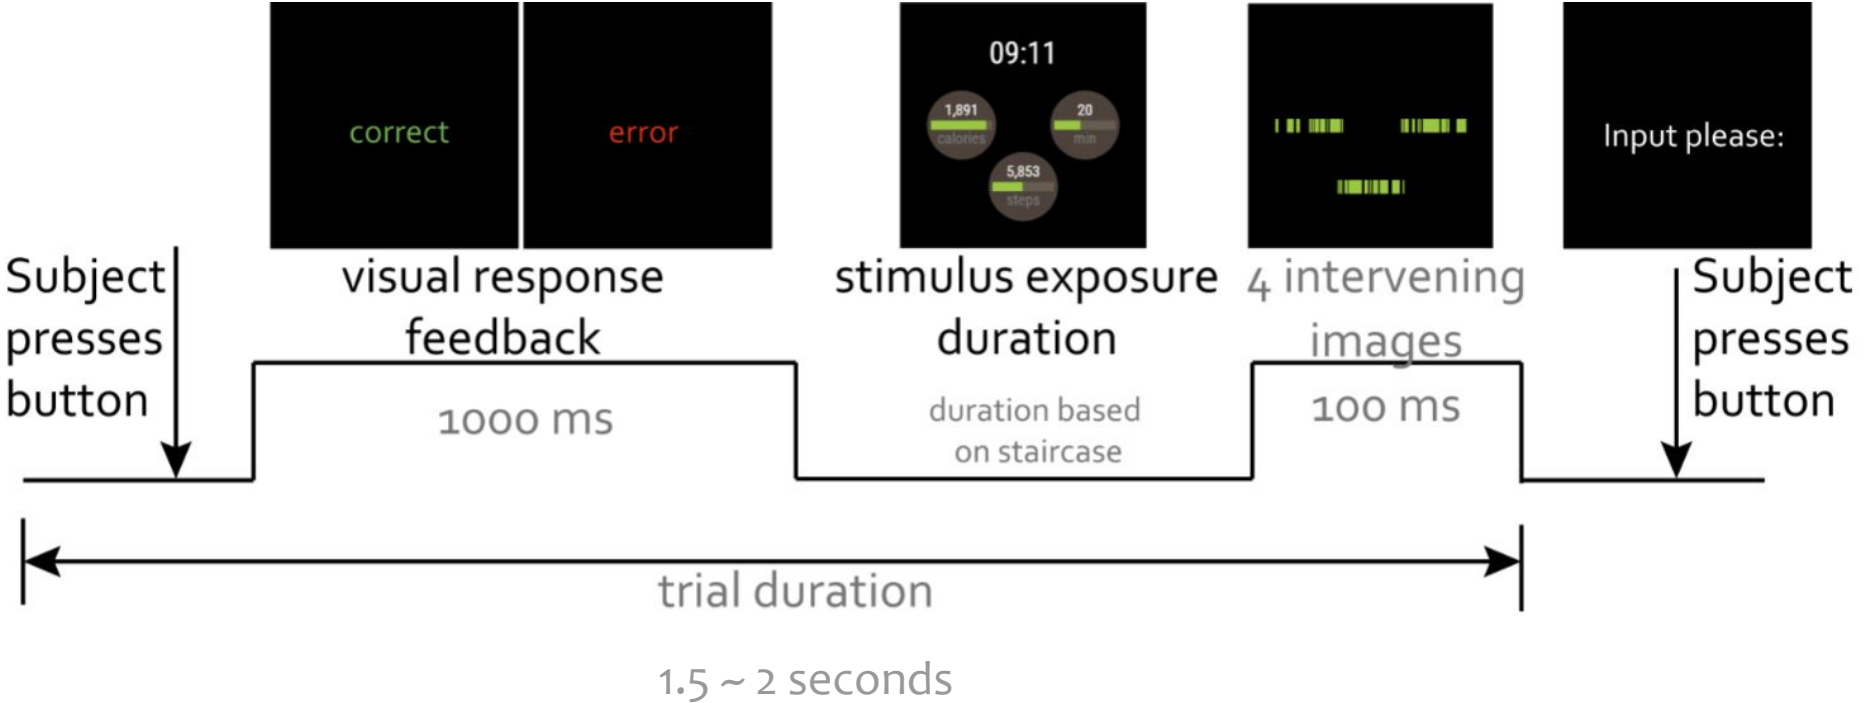 correct
error
09:11
1,891
calories
20
min
5,853
steps
Input please:
Subject
presses
button
visual response
feedback
1000 ms
stimulus exposure
duration
duration based
on staircase
4 intervening
images
100 ms
Subject
presses
button
trial duration
1.5 ~ 2 seconds